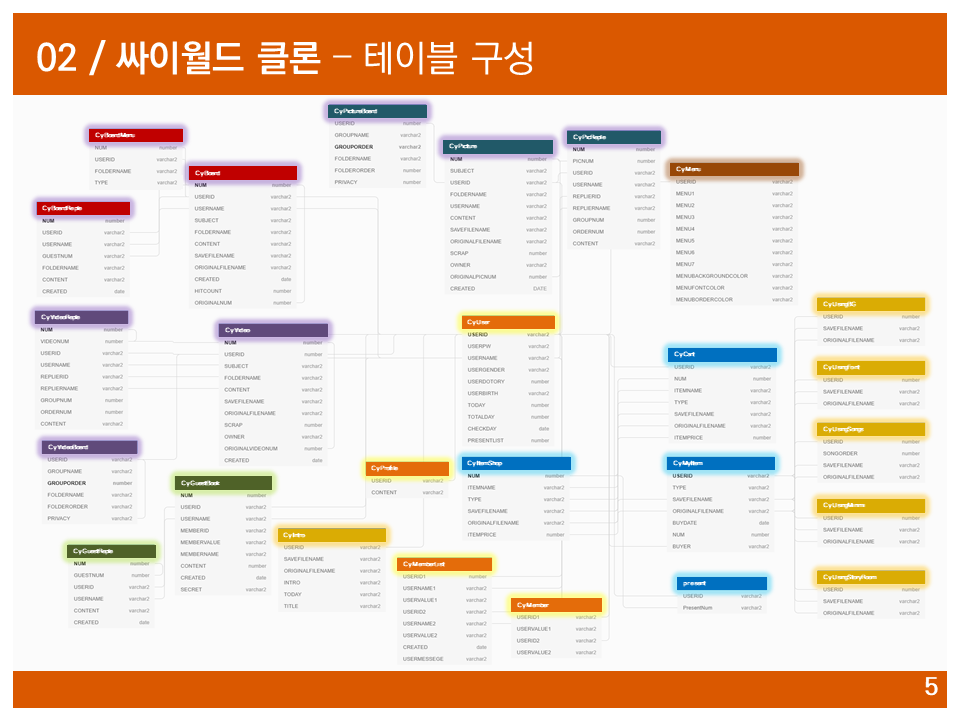 02 / 싸이월드 클론 – 테이블 구성
CyPictureBoard
USERID number
GROUPNAME varchar2
GROUPORDER varchar2
FOLDERNAME varchar2
FOLDERORDER number
PRIVACY number
CyBoardMenu
NUM number
USERID varchar2
FOLDERNAME varchar2
TYPE varchar2
CyBoard
NUM number
USERID varchar2
USERNAME varchar2
SUBJECT varchar2
FOLDERNAME varchar2
CONTENT varchar2
SAVEFILENAME varchar2
ORIGINALFILENAME varchar2
CREATED date
HITCOUNT number
ORIGINALNUM number
CyPicture
NUM number
SUBJECT varchar2
USERID varchar2
FOLDERNAME varchar2
USERNAME varchar2
CONTENT varchar2
SAVEFILENAME varchar2
ORIGINALFILENAME varchar2
SCRAP number
OWNER varchar2
ORIGINALPICNUM number
CREATED DATE
CyPicReple
NUM number
PICNUM number
USERID varchar2
USERNAME varchar2
REPLERID varchar2
REPLIERNAME varchar2
GROUPNUM number
ORDERNUM number
CONTENT varchar2
CyMenu
USERID varchar2
MENU1 varchar2
MENU2 varchar2
MENU3 varchar2
MENU4 varchar2
MENU5 varchar2
MENU6 varchar2
MENU7 varchar2
MENUBACKGROUNDCOLOR varchar2
MENUFONTCOLOR varchar2
MENUBORDERCOLOR varchar2
CyBoardReple
NUM number
USERID varchar2
USERNAME varchar2
GUESTNUM number
FOLDERNAME varchar2
CONTENT varchar2
CREATED date
CyVideoReple
NUM number
VIDEONUM number
USERID varchar2
USERNAME varchar2
REPLIERID varchar2
REPLIERNAME varchar2
GROUPNUM number
ORDERNUM number
CONTENT varchar2
CyVideo
NUM number
USERID number
SUBJECT varchar2
FOLDERNAME varchar2
CONTENT varchar2
SAVEFILENAME varchar2
ORIGINALFILENAME varchar2
SCRAP number
OWNER varchar2
ORIGINALVIDEONUM number
CREATED date
CyUser
USERID varchar2
USERPW varchar2
USERNAME varchar2
USERGENDER varchar2
USERDOTORY number
USERBIRTH varchar2
TODAY number
TOTALDAY number
CHECKDAY date
PRESENTLIST number
CyCart
USERID varchar2
NUM number
ITEMNAME varchar2
TYPE varchar2
SAVEFILENAME varchar2
ORIGINALFILENAME varchar2
ITEMPRICE number
CyUsingBG
USERID number
SAVEFILENAME varchar2
ORIGINALFILENAME varchar2
CyUsingFont
USERID number
SAVEFILENAME varchar2
ORIGINALFILENAME varchar2
CyUsingSongs
USERID number
SONGORDER number
SAVEFILENAME varchar2
ORIGINALFILENAME varchar2
CyVideoBoard
USERID varchar2
GROUPNAME varchar2
GROUPORDER number
FOLDERNAME varchar2
FOLDERORDER number
PRIVACY varchar2
CyGuestBook
NUM number
USERID varchar2
USERNAME varchar2
MEMBERID varchar2
MEMBERVALUE varchar2
MEMBERNAME varchar2
CONTENT number
CREATED date
SECRET varchar2
CyProfile
USERID varchar2
CONTENT varchar2
CyItemShop
NUM number
ITEMNAME varchar2
TYPE varchar2
SAVEFILENAME varchar2
ORIGINALFILENAME varchar2
ITEMPRICE number
CyMyItem
USERID varchar2
TYPE varchar2
SAVEFILENAME varchar2
ORIGINALFILENAME varchar2
BUYDATE date
NUM number
BUYER varchar2
CyUsingMinime
USERID number
SAVEFILENAME varchar2
ORIGINALFILENAME varchar2
CyIntro
USERID varchar2
SAVEFILENAME varchar2
ORIGINALFILENAME varchar2
INTRO varchar2
TODAY varchar2
TITLE varchar2
CyGuestReple
NUM number
GUESTNUM number
USERID varchar2
USERNAME varchar2
CONTENT varchar2
CREATED date
CyMemberList
USERID1 number
USERNAME1 varchar2
USERVALUE1 varchar2
USERID2 varchar2
USERNAME2 varchar2
USERVALUE2 varchar2
CREATED date
USERMESSEGE varchar2
CyMember
USERID1 varchar2
USERVALUE1 varchar2
USERID2 varchar2
USERVALUE2 varchar2
present
USERID varchar2
PresentNum varchar2
CyUsingStoryRoom
USERID number
SAVEFILENAME varchar2
ORIGINALFILENAME varchar2
5